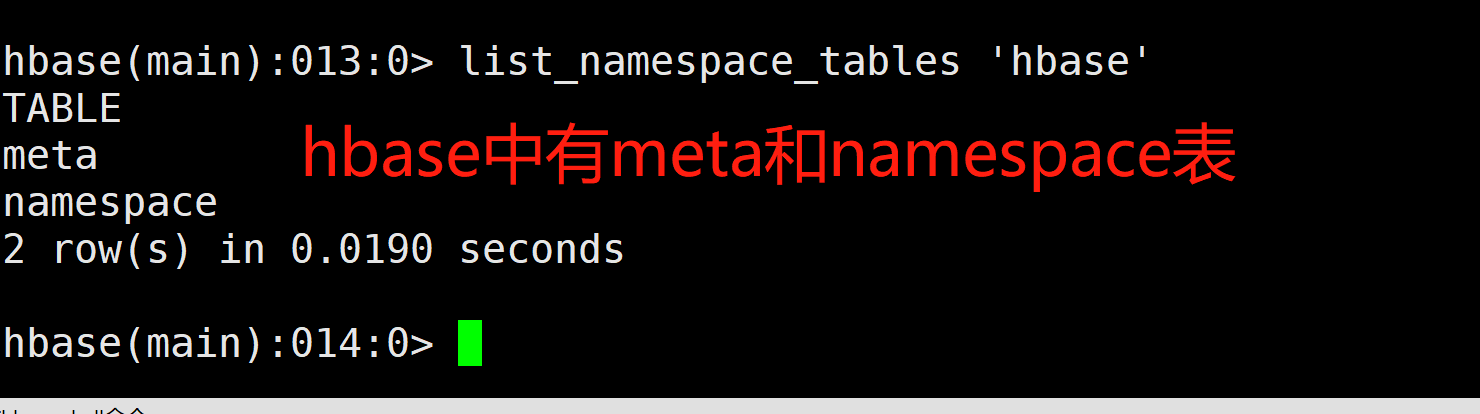 hbase(main):013:0> list_namespace_tables 'hbase'
TABLE
meta
hbase中有meta和namespace表
namespace
2 row(s) in 0.0190 seconds
hbase(main):014:0>